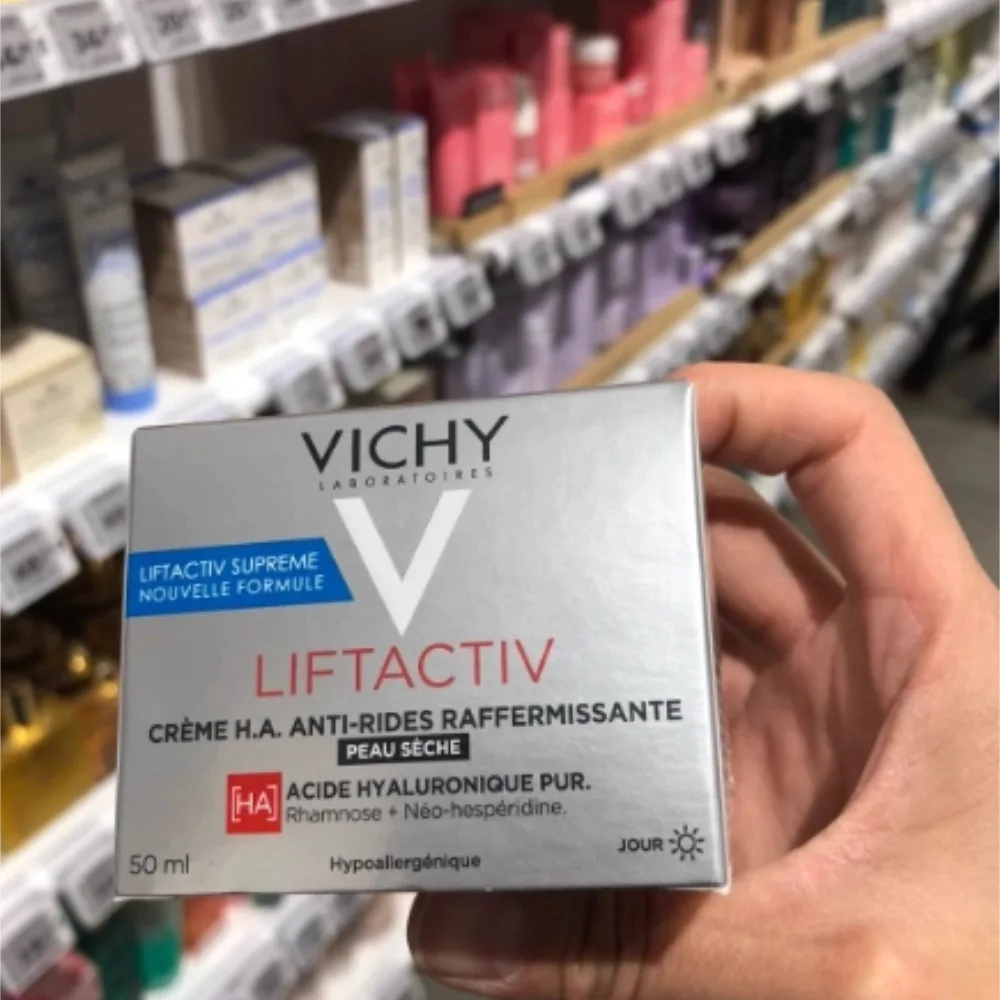 VICHY
LABORATOIRES
LIFTACTIV SUPREME
NOUVELLE FORMULE
LIFTACTIV
CRÈME H.A. ANTI-RIDES RAFFERMISSANTE
PEAU SÈCHE
[HA] ACIDE HYALURONIQUE PUR.
Rhamnose + Néo-hespéridine.
JOUR
50 ml
Hypoallergénique